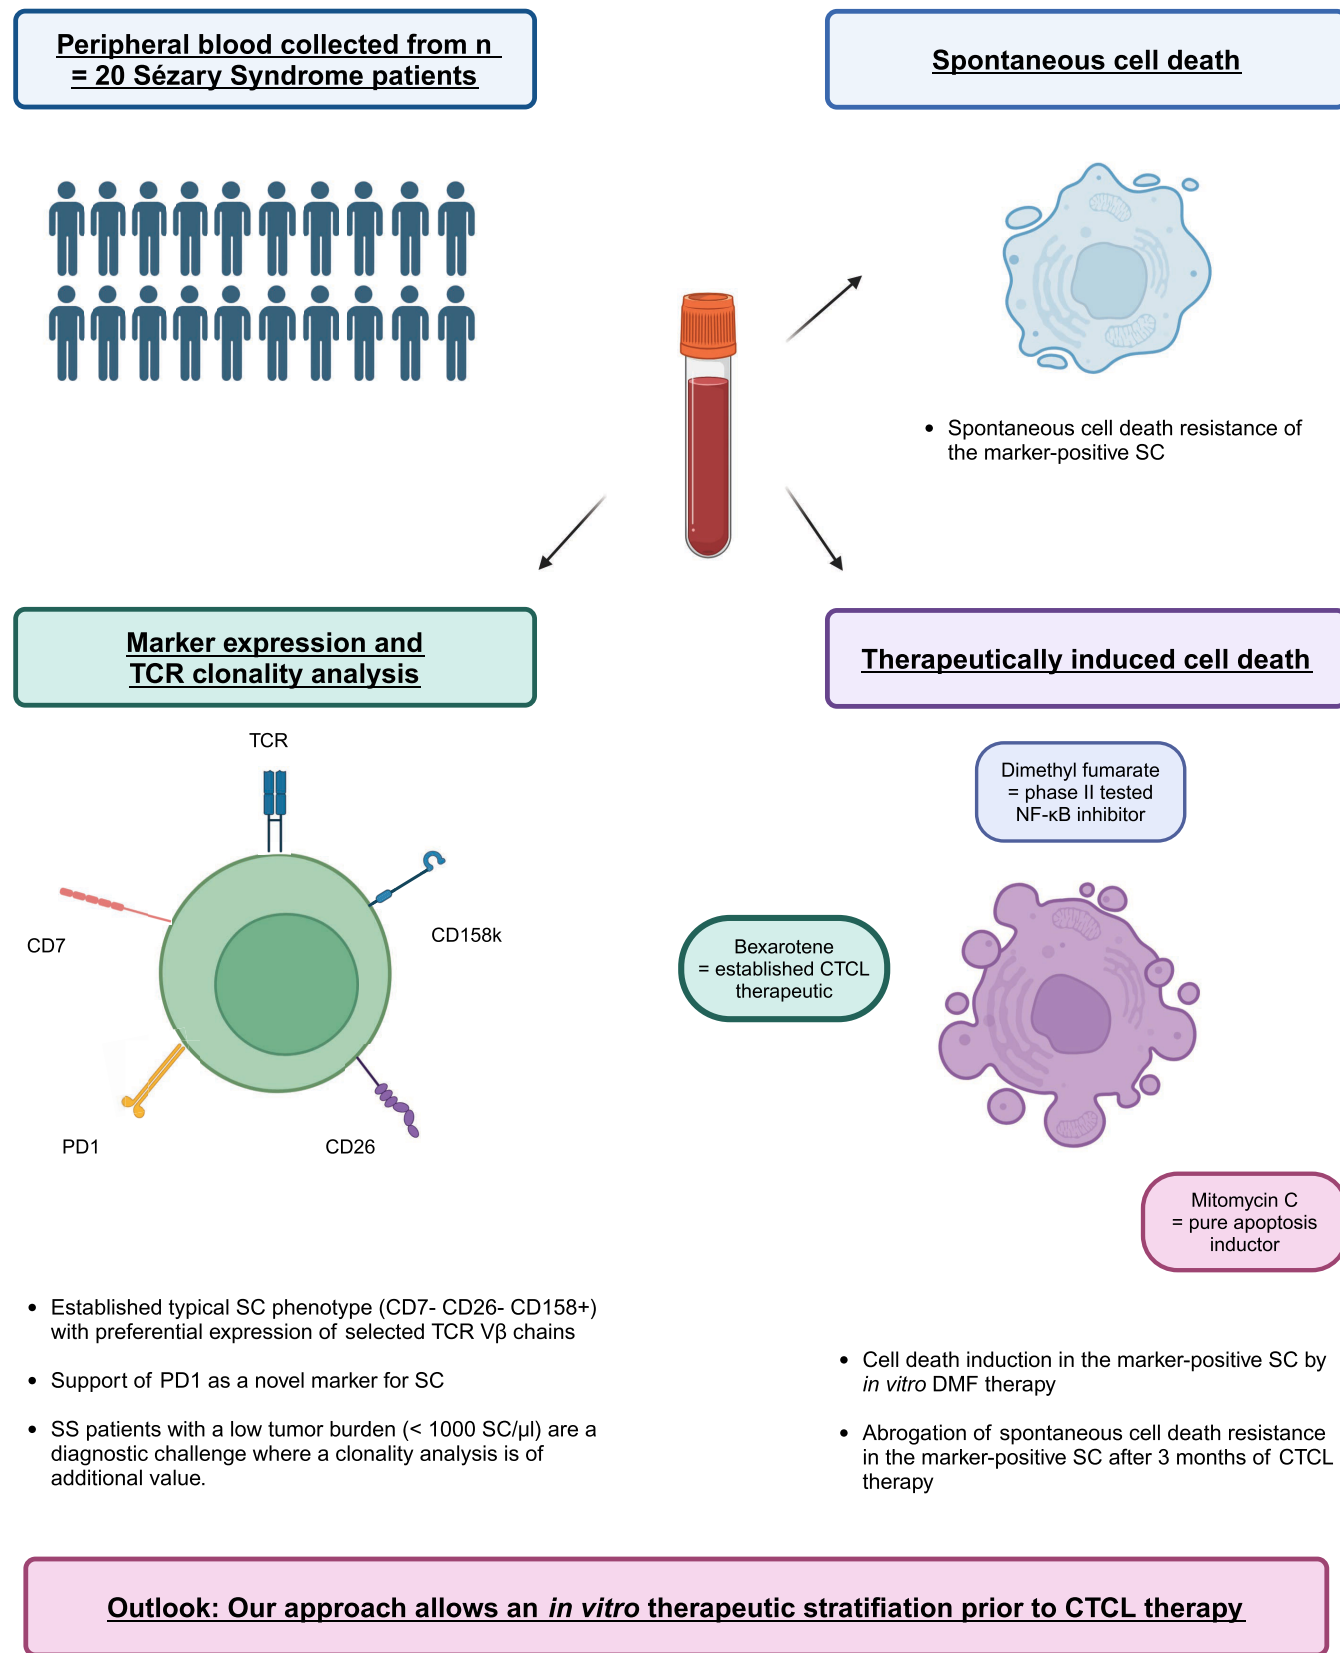 Peripheral blood collected from n
= 20 Sézary Syndrome patients
Spontaneous cell death
• Spontaneous cell death resistance of
the marker-positive SC
Marker expression and
TCR clonality analysis
TCR
CD7
CD158k
PD1
CD26
• Established typical SC phenotype (CD7- CD26- CD158+)
with preferential expression of selected TCR Vβ chains
• Support of PD1 as a novel marker for SC
• SS patients with a low tumor burden (< 1000 SC/µl) are a
diagnostic challenge where a clonality analysis is of
additional value.
Therapeutically induced cell death
Dimethyl fumarate
= phase II tested
NF-κB inhibitor
Bexarotene
= established CTCL
therapeutic
Mitomycin C
= pure apoptosis
inductor
• Cell death induction in the marker-positive SC by
in vitro DMF therapy
• Abrogation of spontaneous cell death resistance
in the marker-positive SC after 3 months of CTCL
therapy
Outlook: Our approach allows an in vitro therapeutic stratifiation prior to CTCL therapy